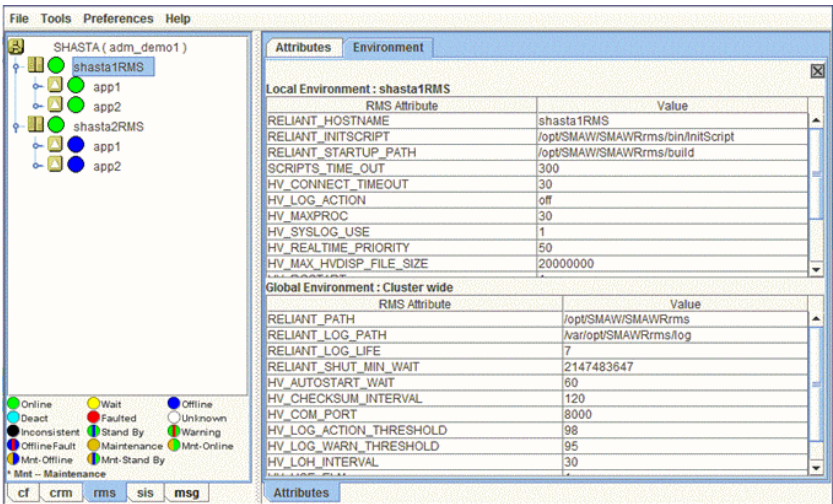 File Tools Preferences Help
SHASTA ( adm_demo1 )
shasta1RMS
app1
app2
shasta2RMS
app1
app2
Online Wait Offline
Deact Faulted Unknown
Inconsistent Stand By Warning
OfflineFault Maintenance Mnt-Online
Mnt-Offline Mnt-Stand By
* Mnt -- Maintenance
cf crm rms sis msg
Attributes Environment
Local Environment : shasta1RMS
RMS Attribute Value
RELIANT_HOSTNAME shasta1RMS
RELIANT_INITSCRIPT /opt/SMAW/SMAWRrms/bin/InitScript
RELIANT_STARTUP_PATH /opt/SMAW/SMAWRrms/build
SCRIPTS_TIME_OUT 300
HV_CONNECT_TIMEOUT 30
HV_LOG_ACTION off
HV_MAXPROC 30
HV_SYSLOG_USE 1
HV_REALTIME_PRIORITY 50
HV_MAX_HVDISP_FILE_SIZE 20000000
Global Environment : Cluster wide
RMS Attribute Value
RELIANT_PATH /opt/SMAW/SMAWRrms
RELIANT_LOG_PATH /var/opt/SMAWRrms/log
RELIANT_LOG_LIFE 7
RELIANT_SHUT_MIN_WAIT 2147483647
HV_AUTOSTART_WAIT 60
HV_CHECKSUM_INTERVAL 120
HV_COM_PORT 8000
HV_LOG_ACTION_THRESHOLD 98
HV_LOG_WARN_THRESHOLD 95
HV_LOH_INTERVAL 30
Attributes